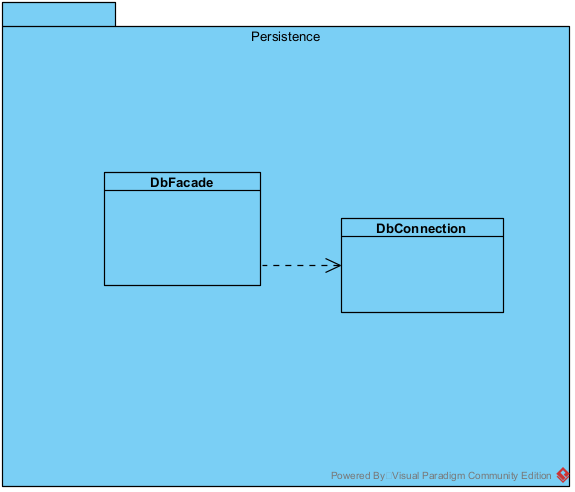 Persistence
DbFacade
DbConnection
Powered By Visual Paradigm Community Edition